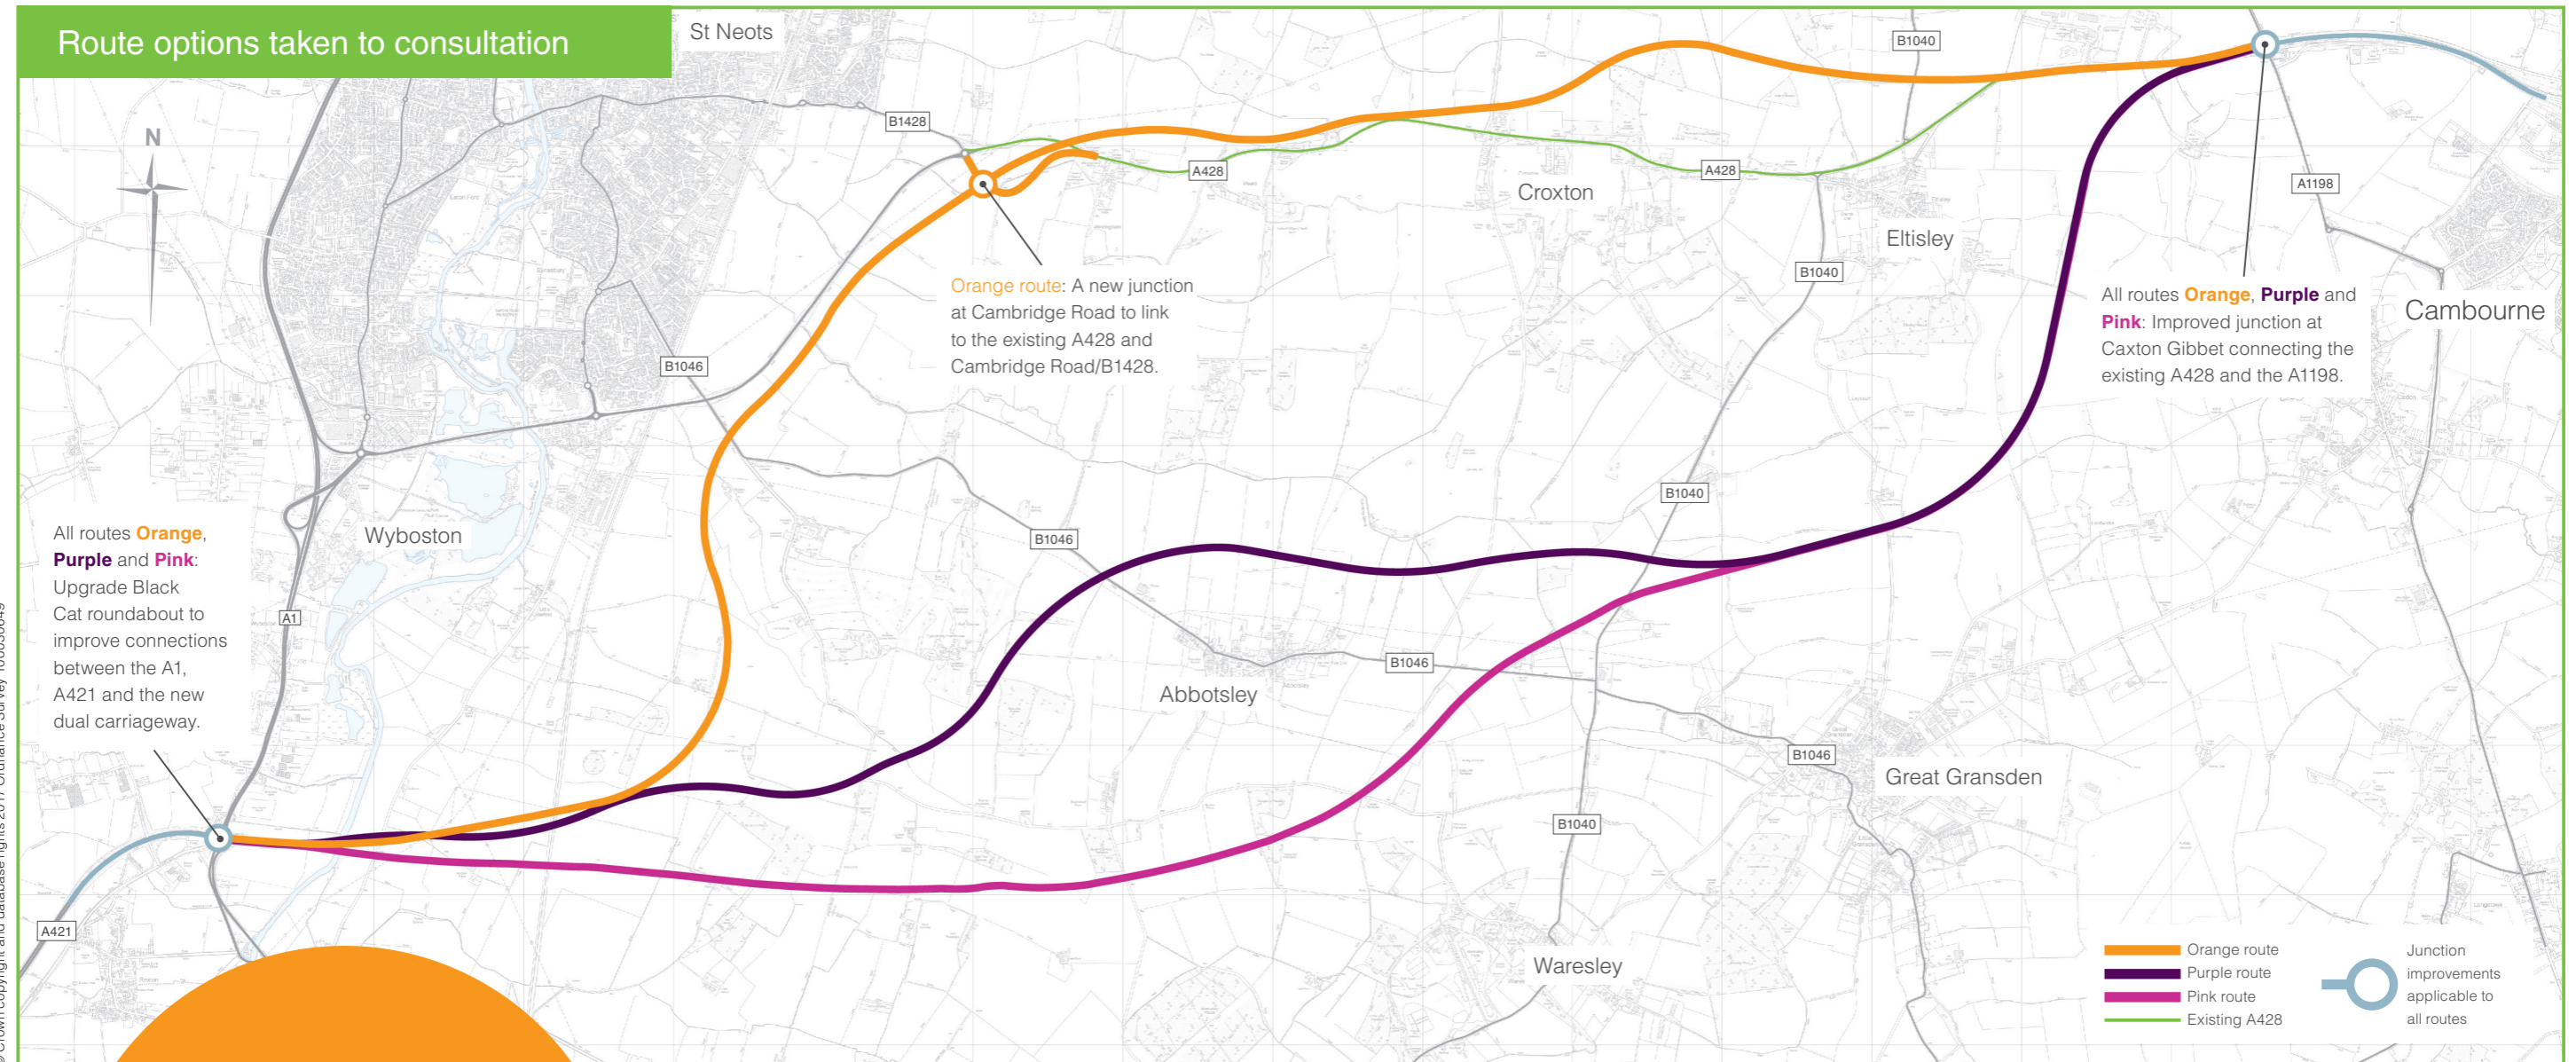 Route options taken to consultation
St Neots
B1040
B1428
N
A428
A428
A1198
Croxton
Eltisley
B1040
Orange route: A new junction
at Cambridge Road to link
to the existing A428 and
Cambridge Road/B1428.
All routes Orange, Purple and
Pink: Improved junction at
Caxton Gibbet connecting the
existing A428 and the A1198.
Cambourne
B1046
B1040
All routes Orange,
Purple and Pink:
Upgrade Black
Cat roundabout to
improve connections
between the A1,
A421 and the new
dual carriageway.
Wyboston
B1046
A1
B1046
Abbotsley
B1046
Great Gransden
B1040
A421
Waresley
Orange route
Purple route
Pink route
Existing A428
Junction
improvements
applicable to
all routes